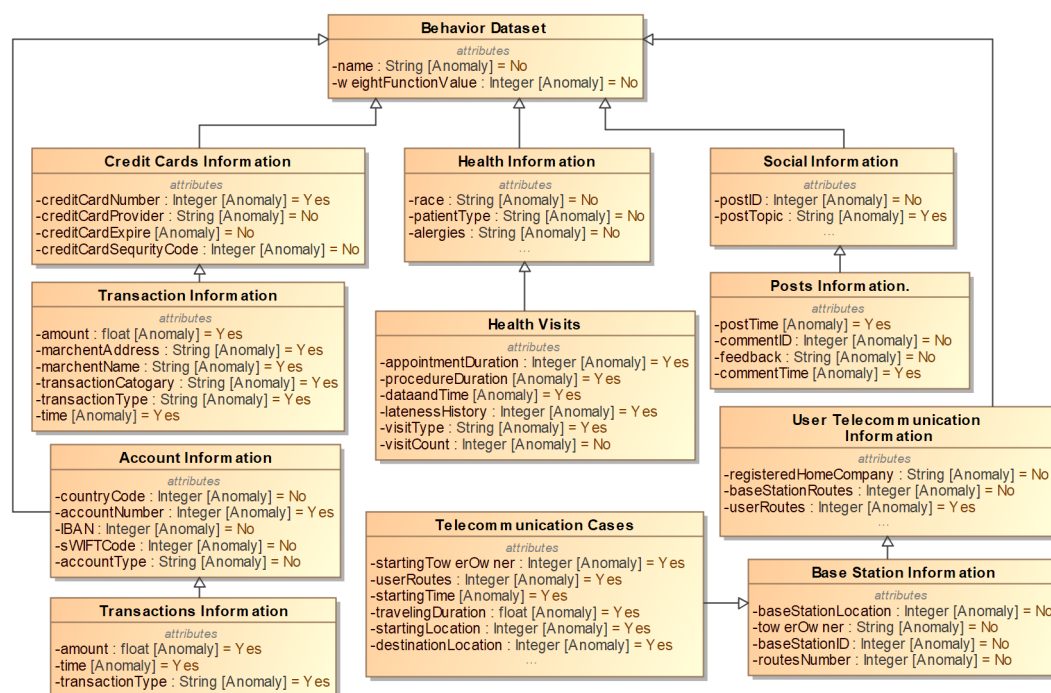 Behavior Dataset
attributes
-name : String [Anomaly] = No
-weightFunctionValue : Integer [Anomaly] = No
Credit Cards Information
attributes
-creditCardNumber : Integer [Anomaly] = Yes
-creditCardProvider : String [Anomaly] = No
-creditCardExpire [Anomaly] = No
-creditCardSequrityCode : Integer [Anomaly] = No
Health Information
attributes
-race : String [Anomaly] = No
-patientType : String [Anomaly] = No
-alergies : String [Anomaly] = No
...
Social Information
attributes
-postID : Integer [Anomaly] = No
-postTopic : String [Anomaly] = Yes
...
Transaction Information
attributes
-amount : float [Anomaly] = Yes
-marchentAddress : String [Anomaly] = Yes
-marchentName : String [Anomaly] = Yes
-transactionCatogary : String [Anomaly] = Yes
-transactionType : String [Anomaly] = Yes
-time [Anomaly] = Yes
Health Visits
attributes
-appointmentDuration : Integer [Anomaly] = Yes
-procedureDuration [Anomaly] = Yes
-dataandTime [Anomaly] = Yes
-latenessHistory : Integer [Anomaly] = Yes
-visitType : String [Anomaly] = Yes
-visitCount : Integer [Anomaly] = No
Posts Information.
attributes
-postTime [Anomaly] = Yes
-commentID : Integer [Anomaly] = No
-feedback : String [Anomaly] = No
-commentTime [Anomaly] = Yes
User Telecommunication
Information
attributes
-registeredHomeCompany : String [Anomaly] = No
-baseStationRoutes : Integer [Anomaly] = No
-userRoutes : Integer [Anomaly] = Yes
...
Account Information
attributes
-countryCode : Integer [Anomaly] = No
-accountNumber : Integer [Anomaly] = Yes
-IBAN : Integer [Anomaly] = No
-sWIFTCode : Integer [Anomaly] = No
-accountType : String [Anomaly] = No
Telecommunication Cases
attributes
-startingTowerOwner : Integer [Anomaly] = Yes
-userRoutes : Integer [Anomaly] = Yes
-startingTime [Anomaly] = Yes
-travelingDuration : float [Anomaly] = Yes
-startingLocation : Integer [Anomaly] = Yes
-destinationLocation : Integer [Anomaly] = Yes
...
Base Station Information
attributes
-baseStationLocation : Integer [Anomaly] = No
-towerOwner : String [Anomaly] = No
-baseStationID : Integer [Anomaly] = No
-routesNumber : Integer [Anomaly] = No
Transactions Information
attributes
-amount : float [Anomaly] = Yes
-time [Anomaly] = Yes
-transactionType : String [Anomaly] = Yes